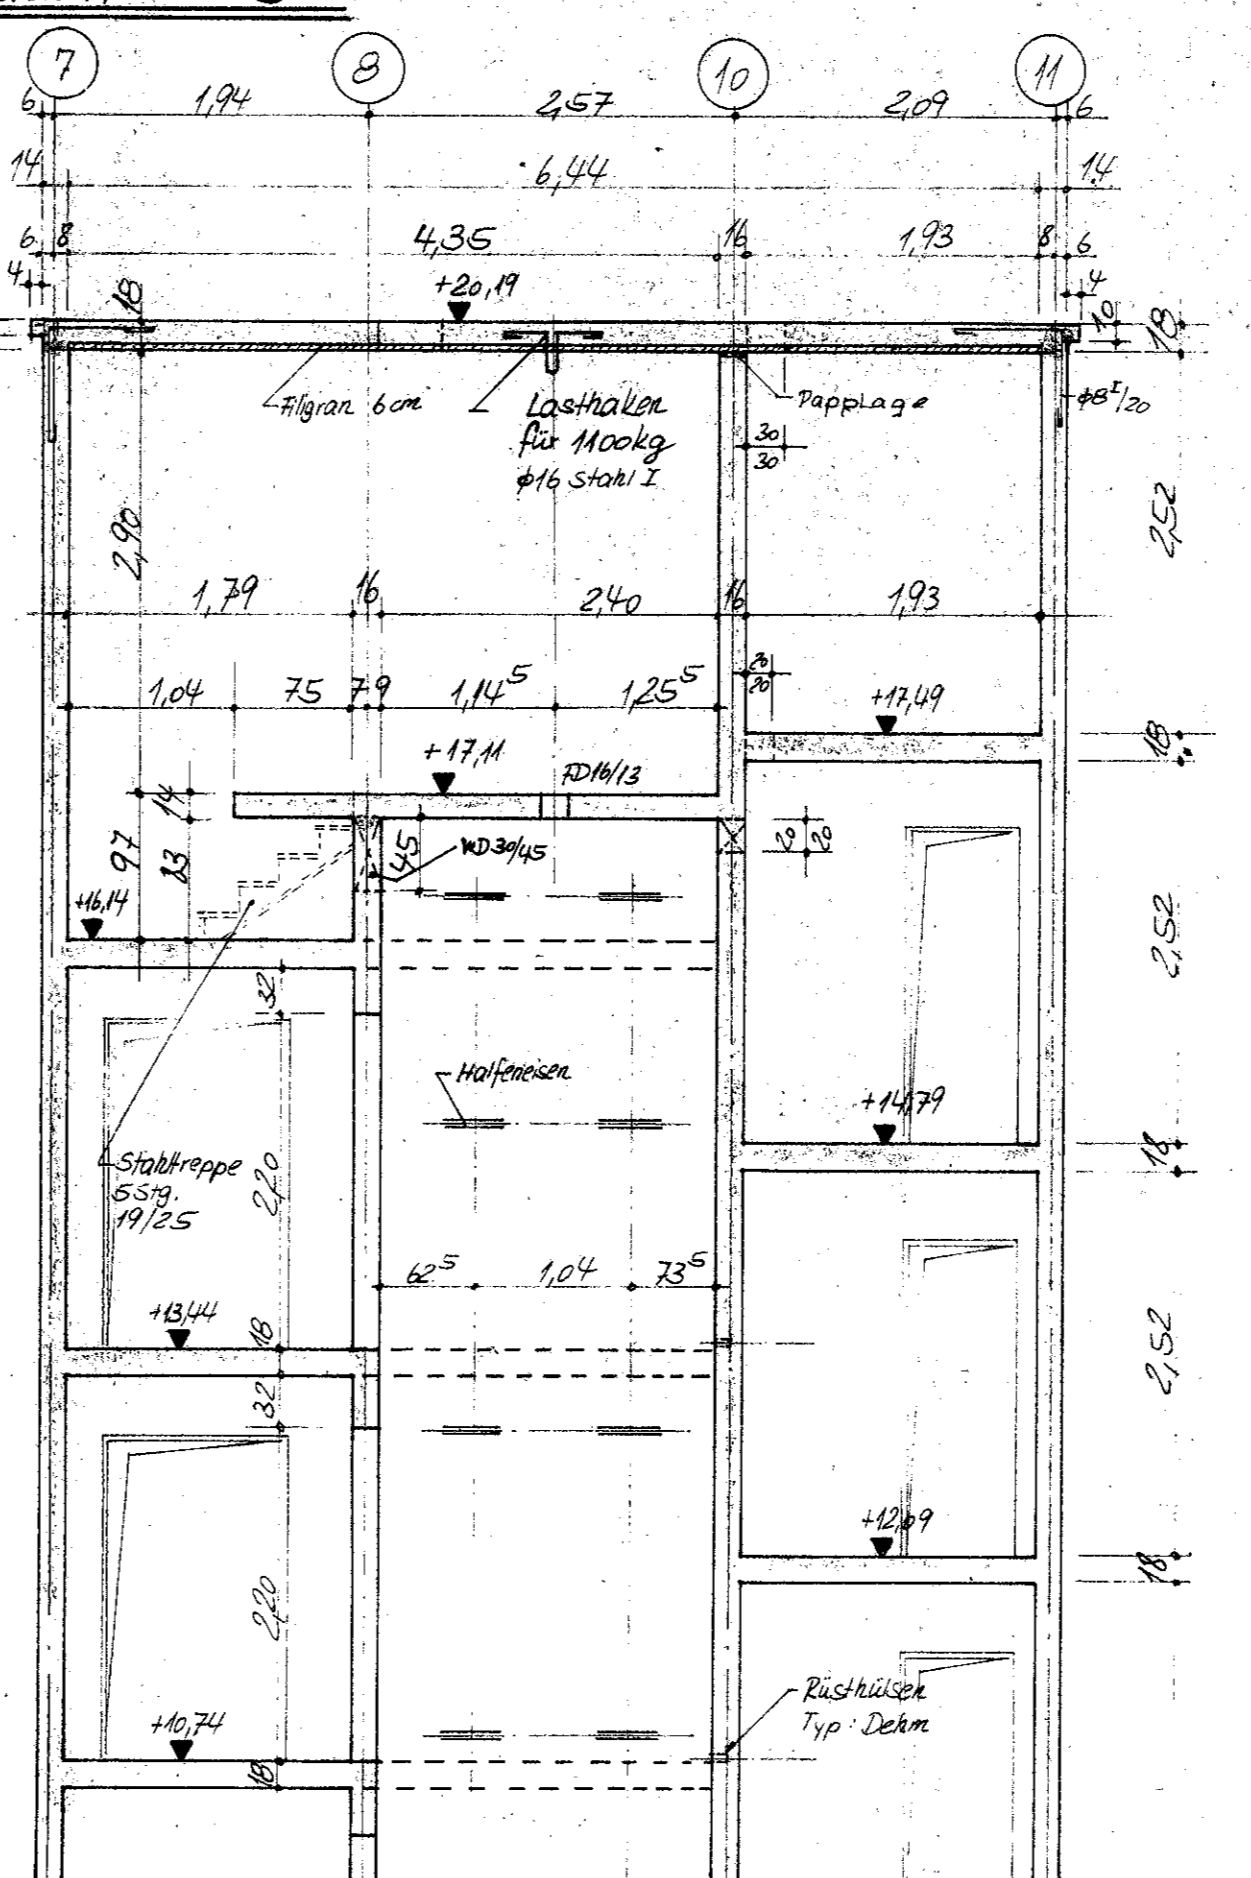 7 8 10 11
6 1,94 2,57 2,09 6
14 6,44 14
6 8 4,35 16 1,93 8 6
4 18 +20,19 4
10 18
Filigran 6cm
Lasthaken
für 1100kg
φ16 Stahl I
Papplage
φ8ᴵ/20
30
30
2,90
2,52
1,79 16 2,40 16 1,93
20
20
1,04 75 7 9 1,14⁵ 1,25⁵
+17,49
18
+17,11
FD16/13
14
97
83
45
WD30/45
20 20
+16,14
2,52
32
Halfeneisen
+14,79
18
Stahltreppe
5 Stg.
19/25
2,20
62⁵ 1,04 73⁵
+13,44
18
2,52
32
+12,09
18
2,20
Rüsthülsen
Typ: Dehm
+10,74
18